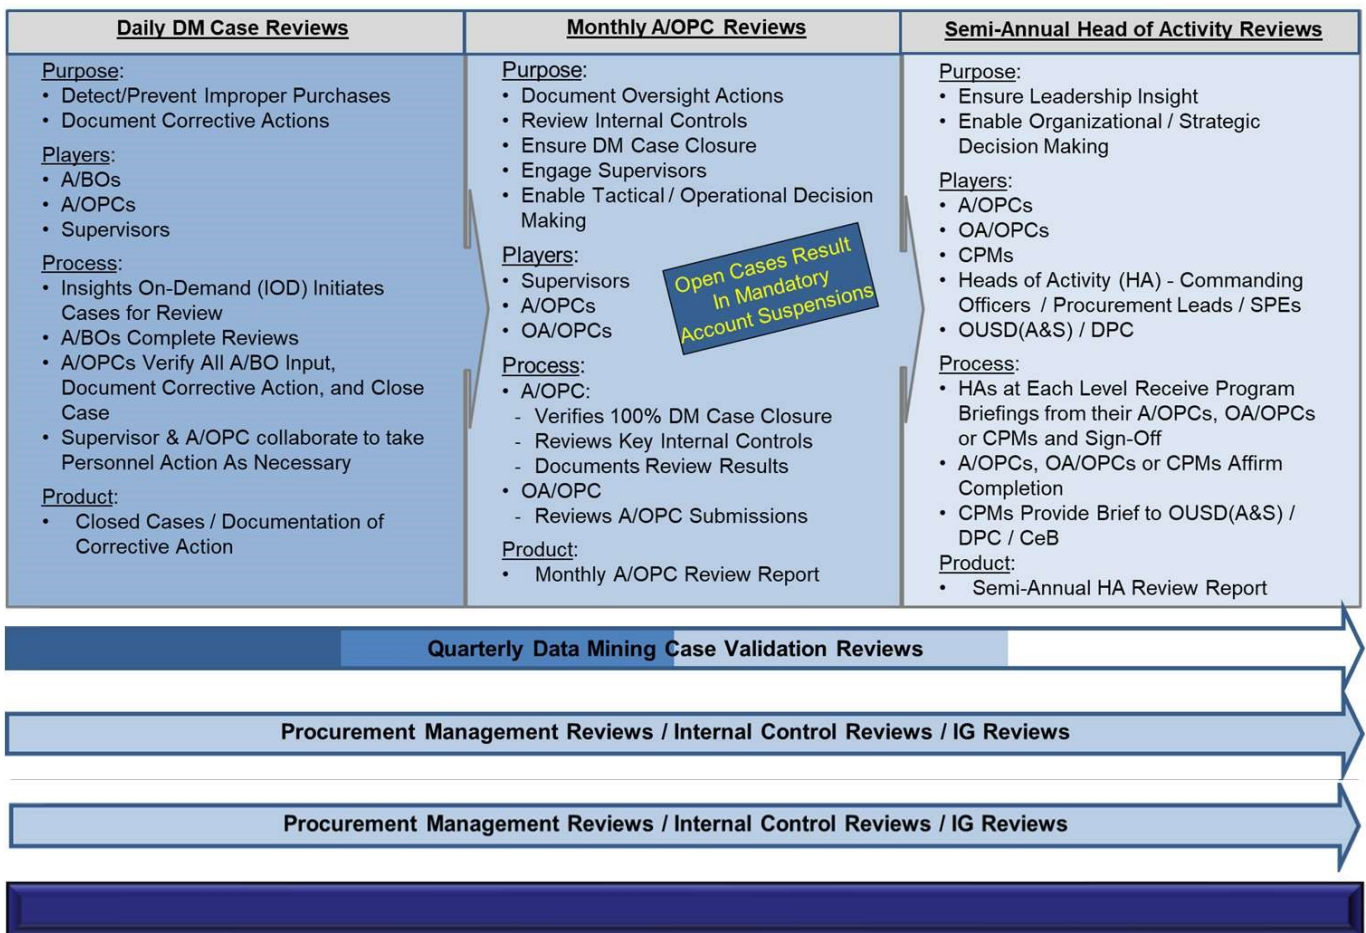 Daily DM Case Reviews
Purpose:
• Detect/Prevent Improper Purchases
• Document Corrective Actions
Players:
• A/BOs
• A/OPCs
• Supervisors
Process:
• Insights On-Demand (IOD) Initiates
Cases for Review
• A/BOs Complete Reviews
• A/OPCs Verify All A/BO Input,
Document Corrective Action, and Close
Case
• Supervisor & A/OPC collaborate to take
Personnel Action As Necessary
Product:
• Closed Cases / Documentation of
Corrective Action
Monthly A/OPC Reviews
Purpose:
• Document Oversight Actions
• Review Internal Controls
• Ensure DM Case Closure
• Engage Supervisors
• Enable Tactical / Operational Decision
Making
Players:
• Supervisors
• A/OPCs
• OA/OPCs
Open Cases Result
In Mandatory
Account Suspensions
Process:
• A/OPC:
- Verifies 100% DM Case Closure
- Reviews Key Internal Controls
- Documents Review Results
• OA/OPC
- Reviews A/OPC Submissions
Product:
• Monthly A/OPC Review Report
Semi-Annual Head of Activity Reviews
Purpose:
• Ensure Leadership Insight
• Enable Organizational / Strategic
Decision Making
Players:
• A/OPCs
• OA/OPCs
• CPMs
• Heads of Activity (HA) - Commanding
Officers / Procurement Leads / SPEs
• OUSD(A&S) / DPC
Process:
• HAs at Each Level Receive Program
Briefings from their A/OPCs, OA/OPCs
or CPMs and Sign-Off
• A/OPCs, OA/OPCs or CPMs Affirm
Completion
• CPMs Provide Brief to OUSD(A&S) /
DPC / CeB
Product:
• Semi-Annual HA Review Report
Quarterly Data Mining Case Validation Reviews
Procurement Management Reviews / Internal Control Reviews / IG Reviews
Procurement Management Reviews / Internal Control Reviews / IG Reviews